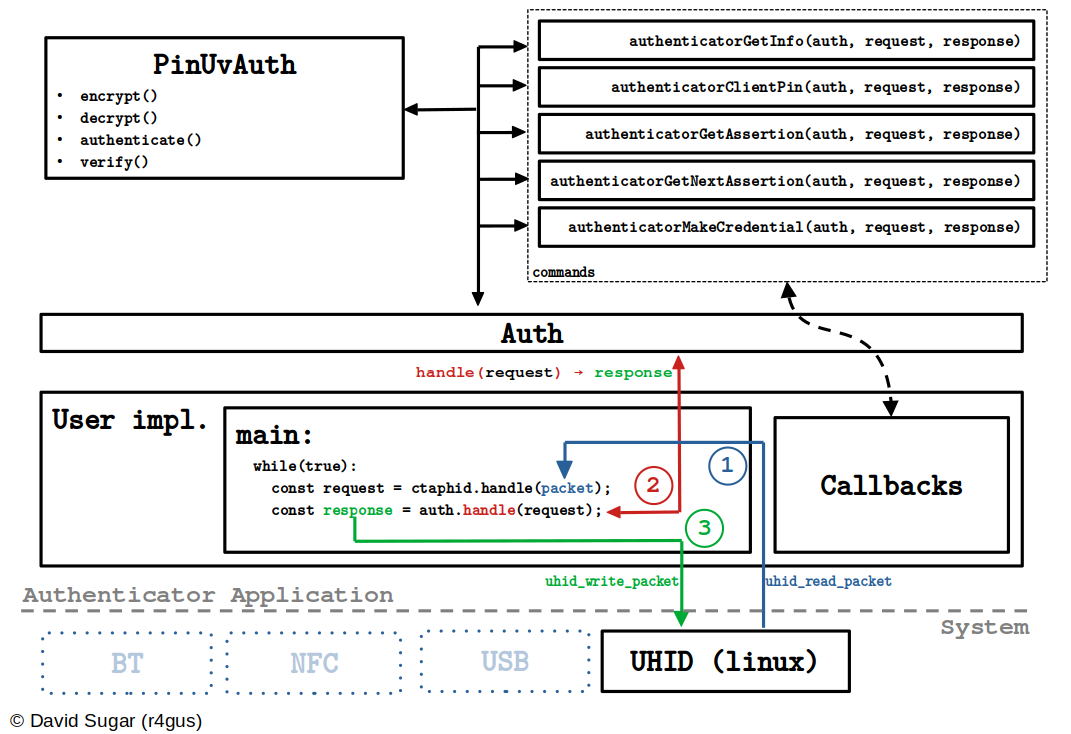 PinUvAuth
• encrypt()
• decrypt()
• authenticate()
• verify()
authenticatorGetInfo(auth, request, response)
authenticatorClientPin(auth, request, response)
authenticatorGetAssertion(auth, request, response)
authenticatorGetNextAssertion(auth, request, response)
authenticatorMakeCredential(auth, request, response)
commands
Auth
handle(request) → response
User impl.
main:
while(true):
const request = ctaphid.handle(packet);
const response = auth.handle(request);
1
2
3
Callbacks
uhid_write_packet
uhid_read_packet
Authenticator Application
System
BT
NFC
USB
UHID (linux)
© David Sugar (r4gus)